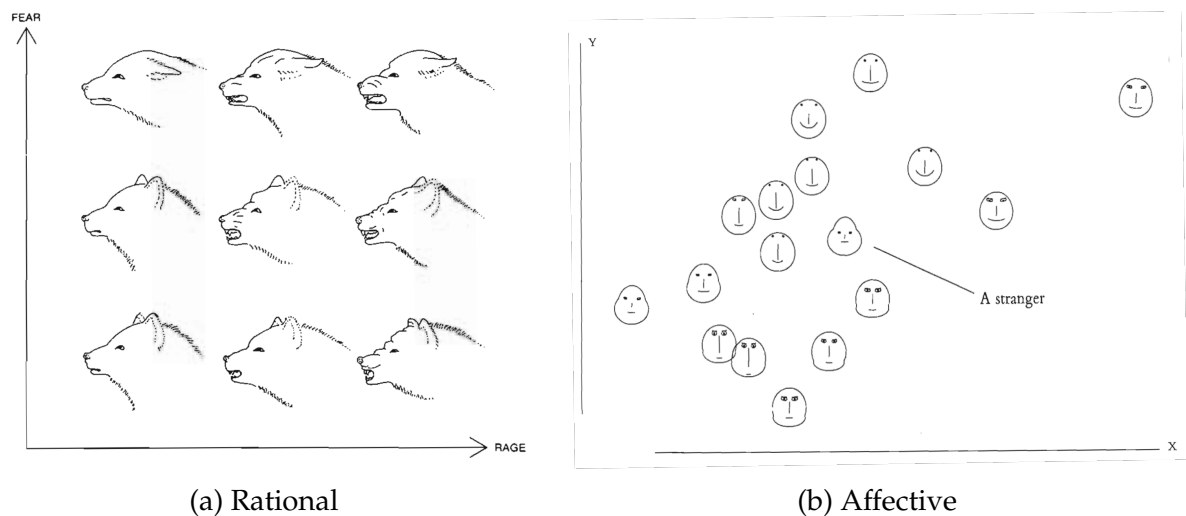 FEAR
RAGE
Y
A stranger
X
(a) Rational
(b) Affective